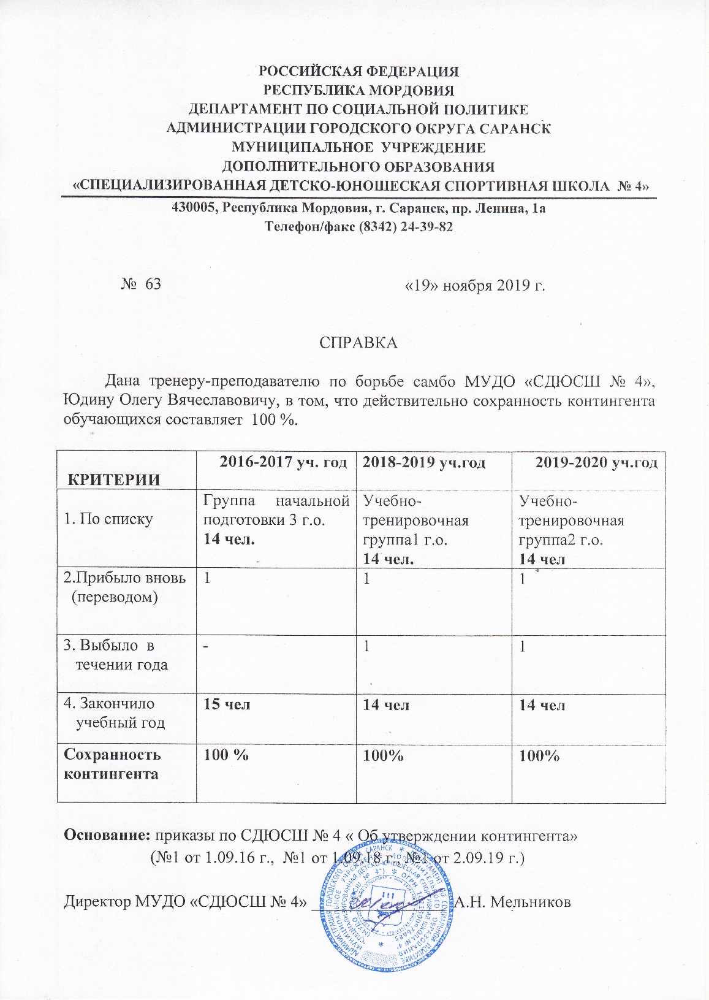 РОССИЙСКАЯ ФЕДЕРАЦИЯ
РЕСПУБЛИКА МОРДОВИЯ
ДЕПАРТАМЕНТ ПО СОЦИАЛЬНОЙ ПОЛИТИКЕ
АДМИНИСТРАЦИИ ГОРОДСКОГО ОКРУГА САРАНСК
МУНИЦИПАЛЬНОЕ УЧРЕЖДЕНИЕ
ДОПОЛНИТЕЛЬНОГО ОБРАЗОВАНИЯ
«СПЕЦИАЛИЗИРОВАННАЯ ДЕТСКО-ЮНОШЕСКАЯ СПОРТИВНАЯ ШКОЛА № 4»
430005, Республика Мордовия, г. Саранск, пр. Ленина, 1а
Телефон/факс (8342) 24-39-82
№ 63 «19» ноября 2019 г.
СПРАВКА
Дана тренеру-преподавателю по борьбе самбо МУДО «СДЮСШ № 4»,
Юдину Олегу Вячеславовичу, в том, что действительно сохранность контингента
обучающихся составляет 100 %.
КРИТЕРИИ
2016-2017 уч. год
2018-2019 уч.год
2019-2020 уч.год
1. По списку
Группа начальной
подготовки 3 г.о.
14 чел.
Учебно-
тренировочная
группа1 г.о.
14 чел.
Учебно-
тренировочная
группа2 г.о.
14 чел
2.Прибыло вновь
(переводом)
1
1
1
3. Выбыло в
течении года
-
1
1
4. Закончило
учебный год
15 чел
14 чел
14 чел
Сохранность
контингента
100 %
100%
100%
Основание: приказы по СДЮСШ № 4 « Об утверждении контингента»
(№1 от 1.09.16 г., №1 от 1.09.18 г., №1 от 2.09.19 г.)
Директор МУДО «СДЮСШ № 4» А.Н. Мельников